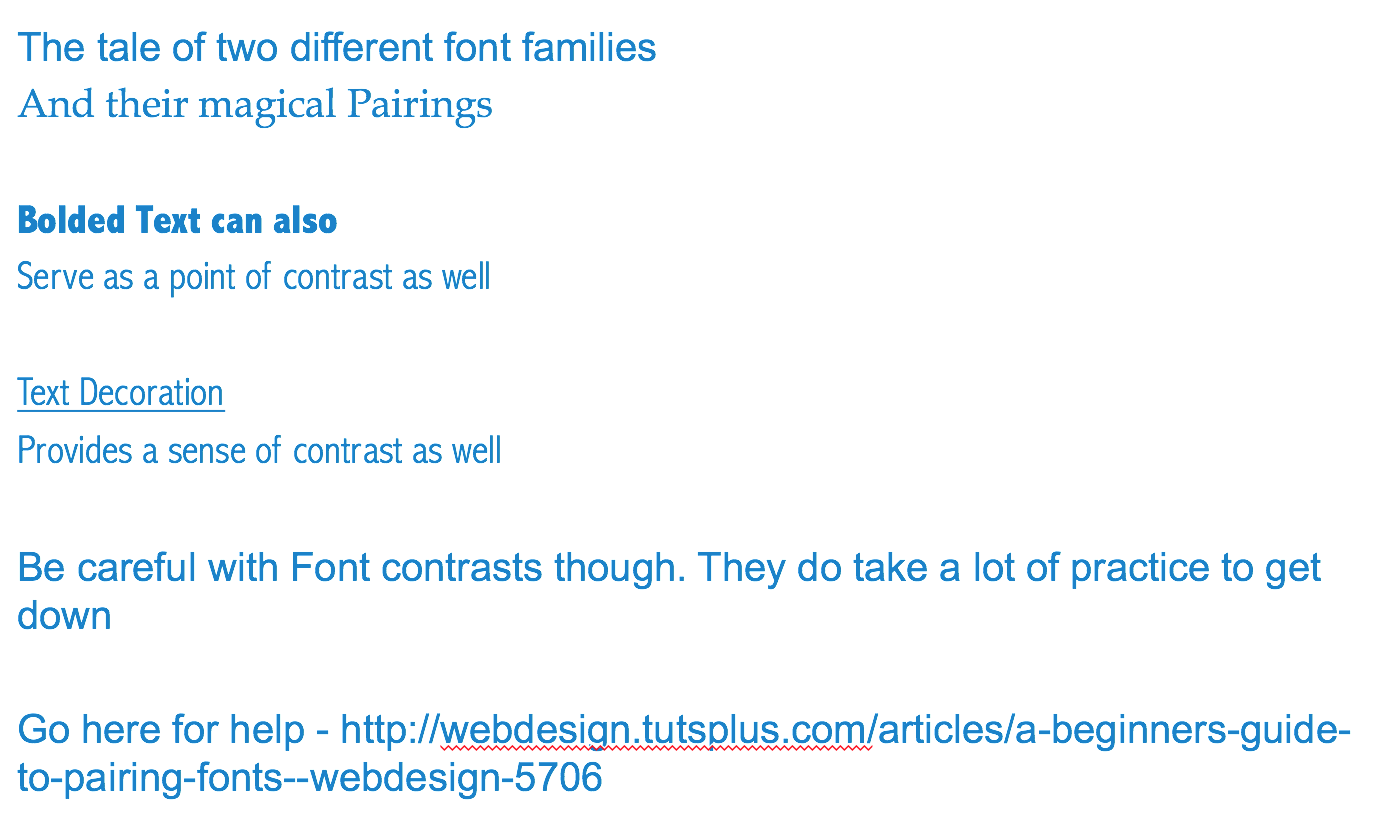 The tale of two different font families
And their magical Pairings
Bolded Text can also
Serve as a point of contrast as well
Text Decoration
Provides a sense of contrast as well
Be careful with Font contrasts though. They do take a lot of practice to get
down
Go here for help - http://webdesign.tutsplus.com/articles/a-beginners-guide-
to-pairing-fonts--webdesign-5706